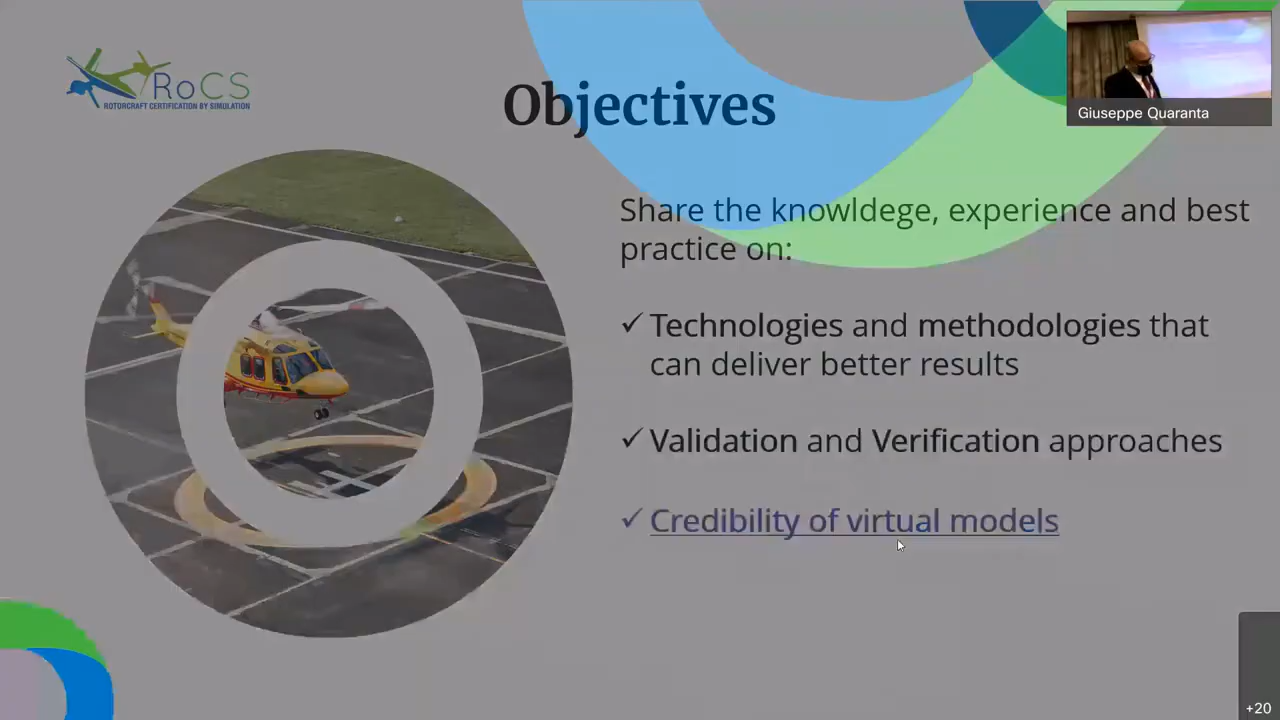 RoCS
ROTORCRAFT CERTIFICATION BY SIMULATION
Objectives
Giuseppe Quaranta
Share the knowldege, experience and best
practice on:
✓ Technologies and methodologies that
can deliver better results
✓ Validation and Verification approaches
✓ Credibility of virtual models
+20